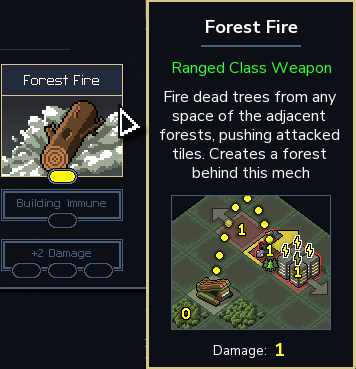 Forest Fire
Building Immune
+2 Damage
Forest Fire
Ranged Class Weapon
Fire dead trees from any
space of the adjacent
forests, pushing attacked
tiles. Creates a forest
behind this mech
1
1
1
0
Damage: 1